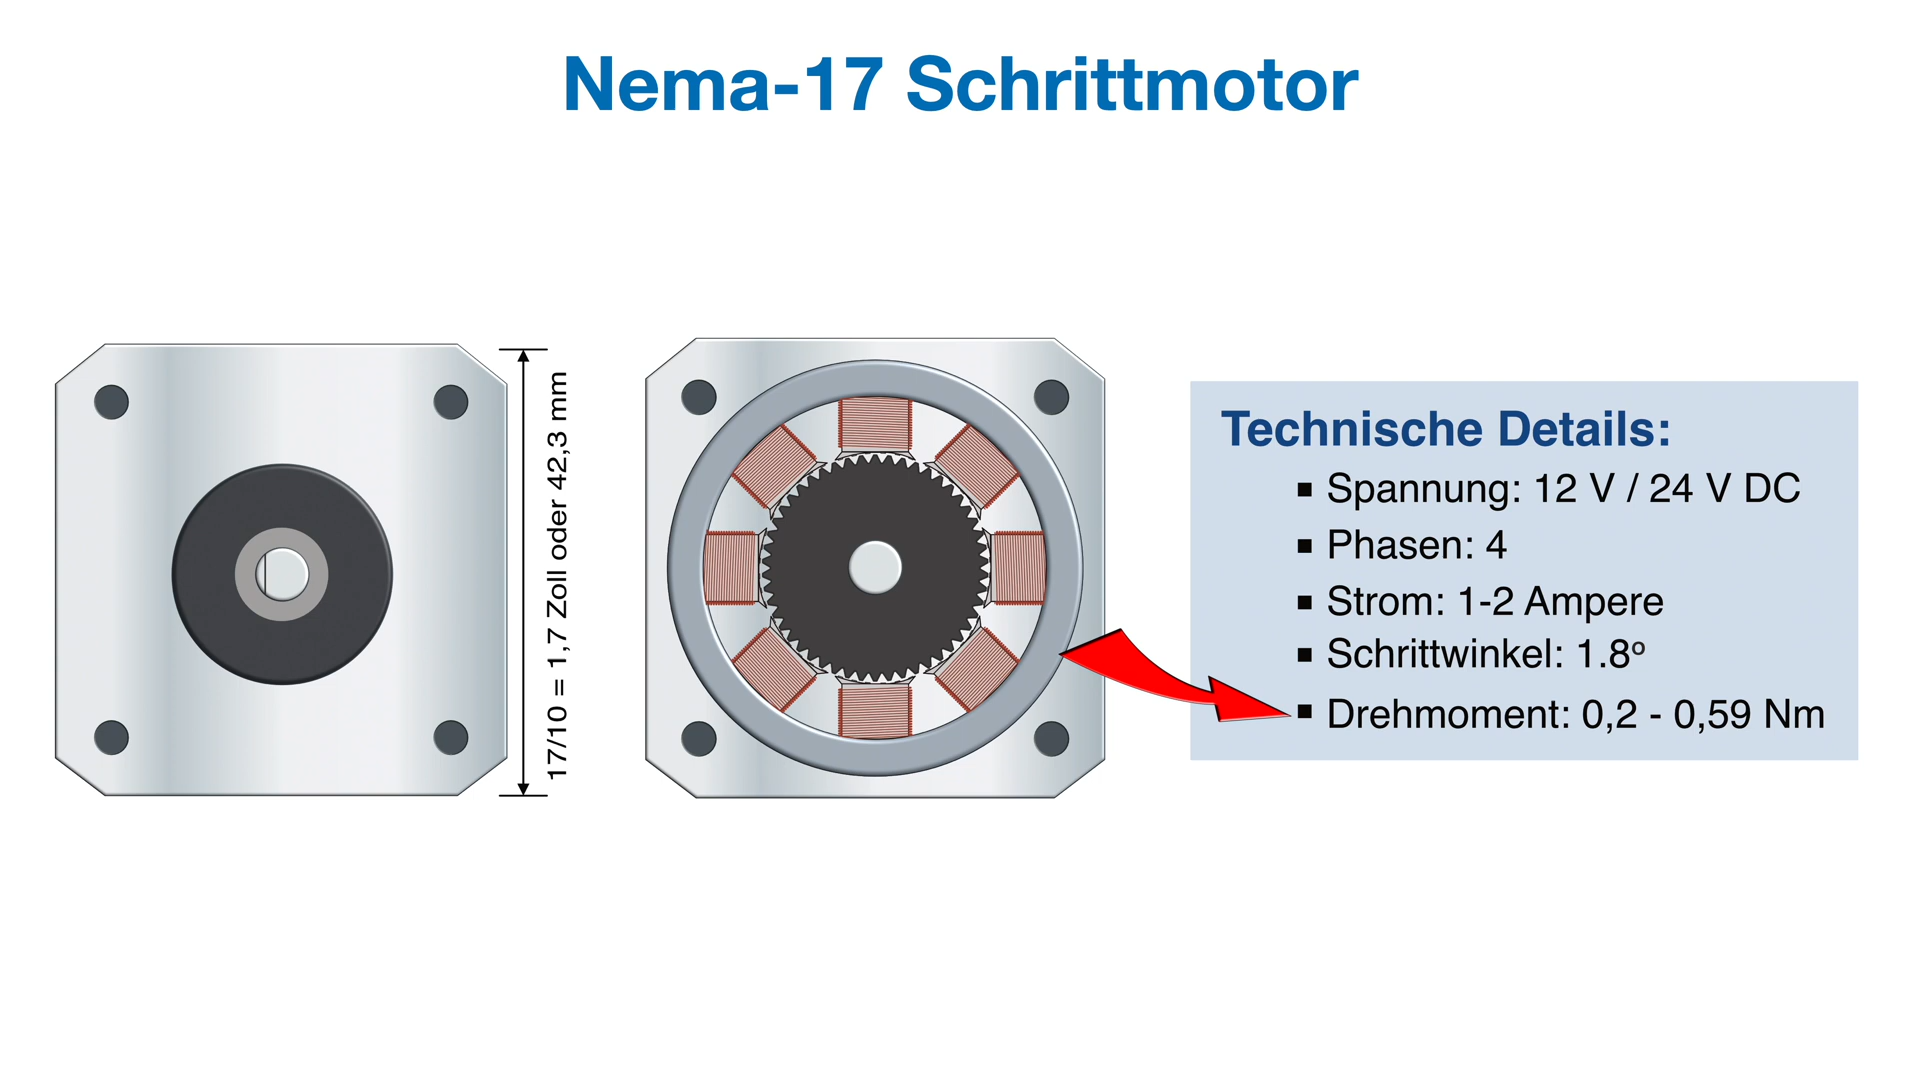 Nema-17 Schrittmotor
17/10 = 1,7 Zoll oder 42,3 mm
Technische Details:
▪ Spannung: 12 V / 24 V DC
▪ Phasen: 4
▪ Strom: 1-2 Ampere
▪ Schrittwinkel: 1.8º
▪ Drehmoment: 0,2 - 0,59 Nm